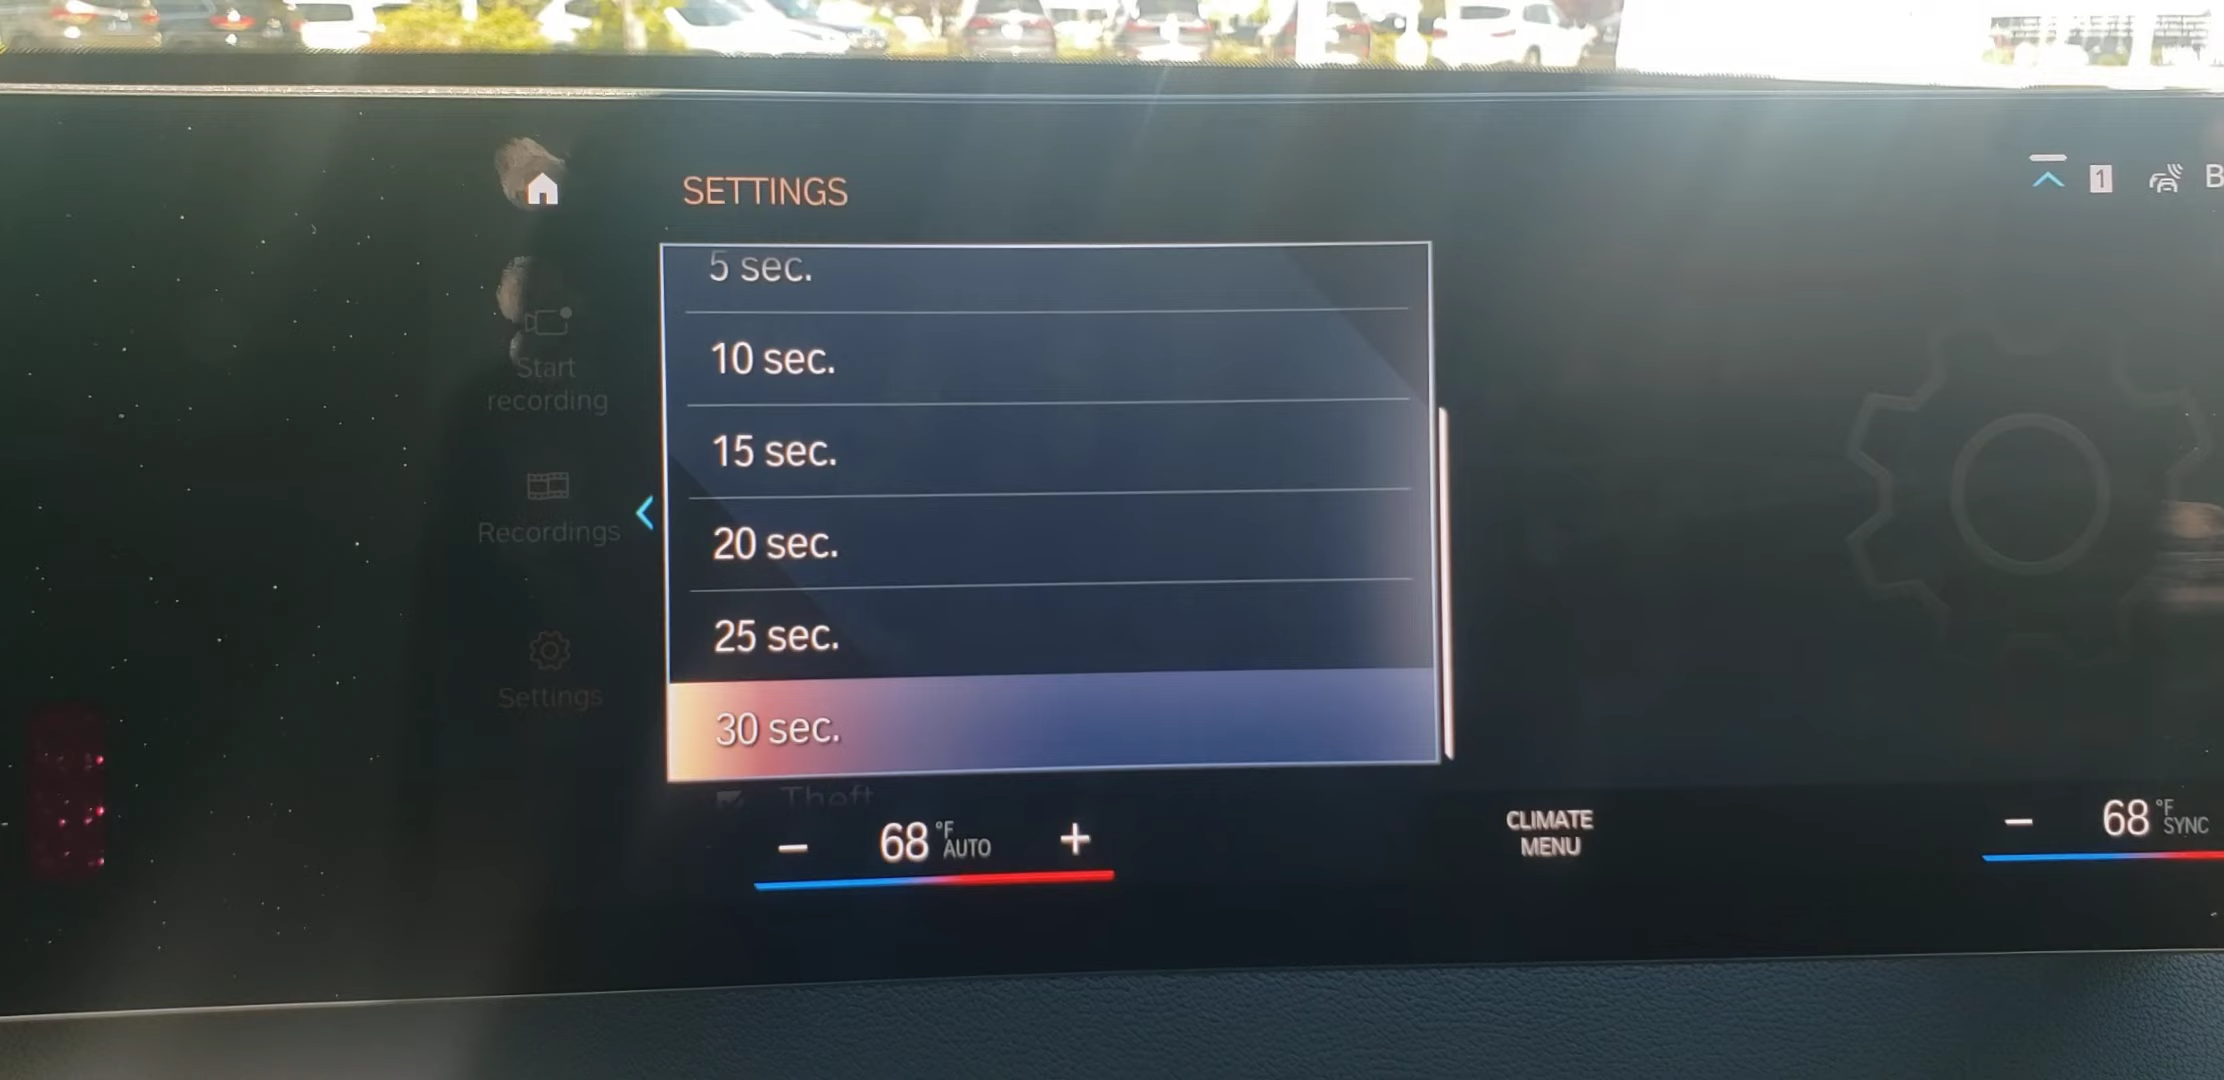 SETTINGS
1
B
5 sec.
10 sec.
15 sec.
20 sec.
25 sec.
30 sec.
Start
recording
Recordings
Settings
Theft
− 68 °F AUTO +
CLIMATE
MENU
− 68 °F SYNC